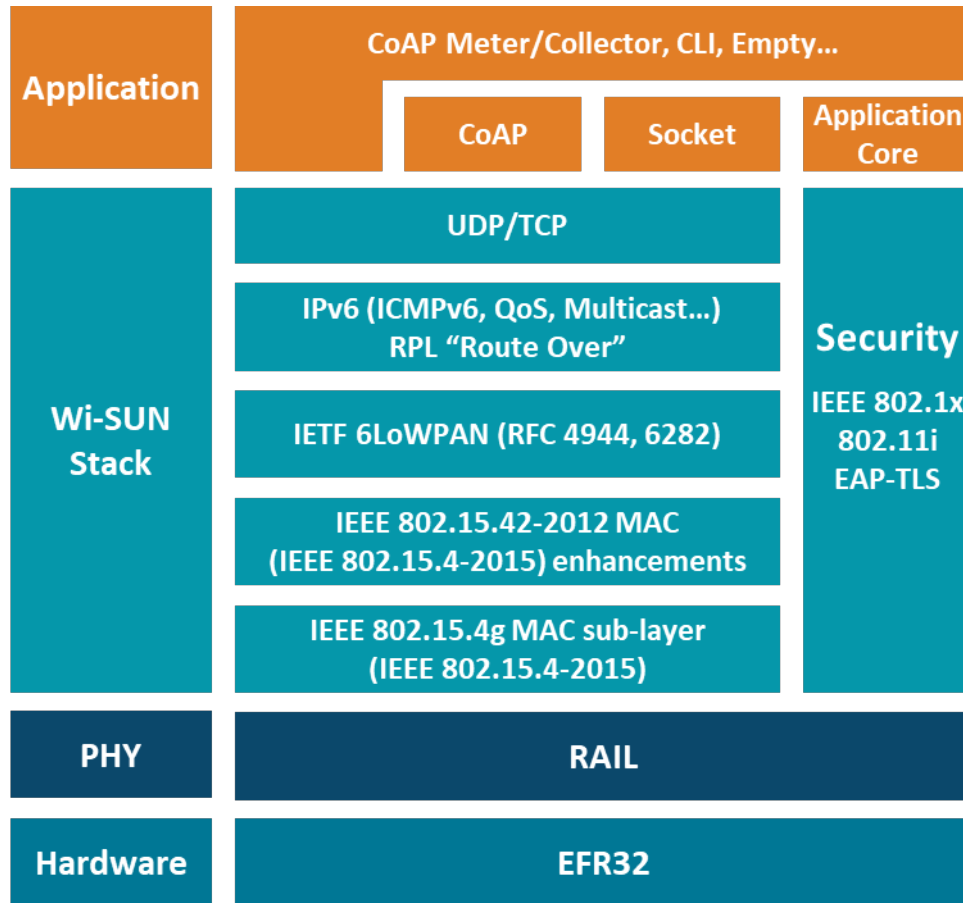 Application
CoAP Meter/Collector, CLI, Empty...
CoAP
Socket
Application
Core
Wi-SUN
Stack
UDP/TCP
IPv6 (ICMPv6, QoS, Multicast...)
RPL “Route Over”
IETF 6LoWPAN (RFC 4944, 6282)
IEEE 802.15.42-2012 MAC
(IEEE 802.15.4-2015) enhancements
IEEE 802.15.4g MAC sub-layer
(IEEE 802.15.4-2015)
Security
IEEE 802.1x
802.11i
EAP-TLS
PHY
RAIL
Hardware
EFR32